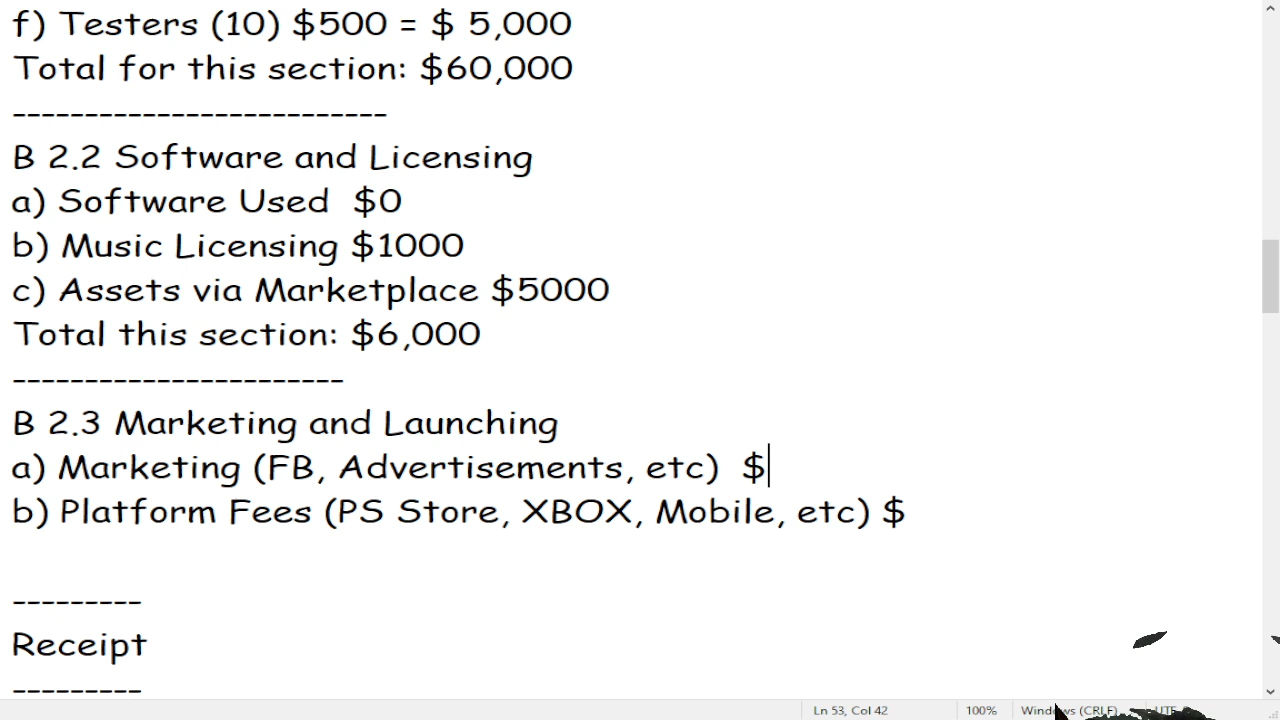 f) Testers (10) $500 = $ 5,000
Total for this section: $60,000
--------------------------
B 2.2 Software and Licensing
a) Software Used  $0
b) Music Licensing $1000
c) Assets via Marketplace $5000
Total this section: $6,000
-----------------------
B 2.3 Marketing and Launching
a) Marketing (FB, Advertisements, etc)  $
b) Platform Fees (PS Store, XBOX, Mobile, etc) $
---------
Receipt
---------
Ln 53, Col 42 100% Windows (CRLF)